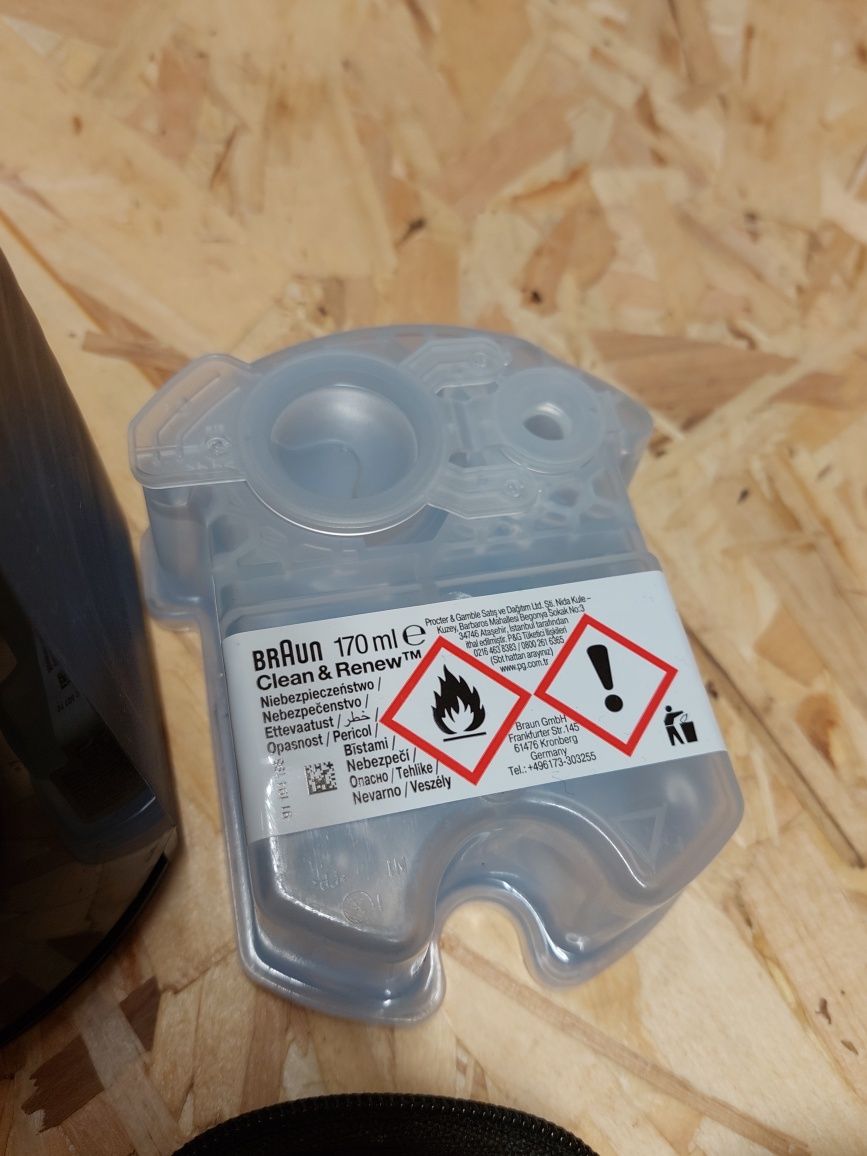 BRAUN 170 ml e
Clean & Renew™
Niebezpieczeństwo /
Nebezpečenstvo /
Ettevaatust / خطر /
Opasnost / Pericol /
Bistami /
Nebezpečí /
Опасно / Tehlike /
Nevarno / Veszély
Procter & Gamble Satış ve Dağıtım Ltd. Şti. Nida Kule –
Kuzey, Barbaros Mahallesi Begonya Sokak No:3
34746 Ataşehir, İstanbul tarafından
ithal edilmiştir. P&G Tüketici İlişkileri
0216 463 8383 / 0800 261 6365
(Sbt hattan arayınız)
www.pg.com.tr
Braun GmbH
Frankfurter Str.145
61476 Kronberg
Germany
Tel.: +496173-303255